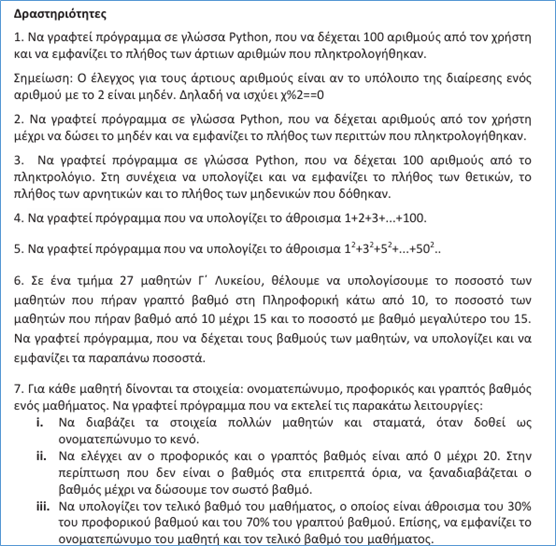 Δραστηριότητες
1. Να γραφτεί πρόγραμμα σε γλώσσα Python, που να δέχεται 100 αριθμούς από τον χρήστη
και να εμφανίζει το πλήθος των άρτιων αριθμών που πληκτρολογήθηκαν.
Σημείωση: Ο έλεγχος για τους άρτιους αριθμούς είναι αν το υπόλοιπο της διαίρεσης ενός
αριθμού με το 2 είναι μηδέν. Δηλαδή να ισχύει χ%2==0
2. Να γραφτεί πρόγραμμα σε γλώσσα Python, που να δέχεται αριθμούς από τον χρήστη
μέχρι να δώσει το μηδέν και να εμφανίζει το πλήθος των περιττών που πληκτρολογήθηκαν.
3. Να γραφτεί πρόγραμμα σε γλώσσα Python, που να δέχεται 100 αριθμούς από το
πληκτρολόγιο. Στη συνέχεια να υπολογίζει και να εμφανίζει το πλήθος των θετικών, το
πλήθος των αρνητικών και το πλήθος των μηδενικών που δόθηκαν.
4. Να γραφτεί πρόγραμμα που να υπολογίζει το άθροισμα 1+2+3+...+100.
5. Να γραφτεί πρόγραμμα που να υπολογίζει το άθροισμα 1²+3²+5²+...+50²..
6. Σε ένα τμήμα 27 μαθητών Γ΄ Λυκείου, θέλουμε να υπολογίσουμε το ποσοστό των
μαθητών που πήραν γραπτό βαθμό στη Πληροφορική κάτω από 10, το ποσοστό των
μαθητών που πήραν βαθμό από 10 μέχρι 15 και το ποσοστό με βαθμό μεγαλύτερο του 15.
Να γραφτεί πρόγραμμα, που να δέχεται τους βαθμούς των μαθητών, να υπολογίζει και να
εμφανίζει τα παραπάνω ποσοστά.
7. Για κάθε μαθητή δίνονται τα στοιχεία: ονοματεπώνυμο, προφορικός και γραπτός βαθμός
ενός μαθήματος. Να γραφτεί πρόγραμμα που να εκτελεί τις παρακάτω λειτουργίες:
i. Να διαβάζει τα στοιχεία πολλών μαθητών και σταματά, όταν δοθεί ως
ονοματεπώνυμο το κενό.
ii. Να ελέγχει αν ο προφορικός και ο γραπτός βαθμός είναι από 0 μέχρι 20. Στην
περίπτωση που δεν είναι ο βαθμός στα επιτρεπτά όρια, να ξαναδιαβάζεται ο
βαθμός μέχρι να δώσουμε τον σωστό βαθμό.
iii. Να υπολογίζει τον τελικό βαθμό του μαθήματος, ο οποίος είναι άθροισμα του 30%
του προφορικού βαθμού και του 70% του γραπτού βαθμού. Επίσης, να εμφανίζει το
ονοματεπώνυμο του μαθητή και τον τελικό βαθμό του μαθήματος.